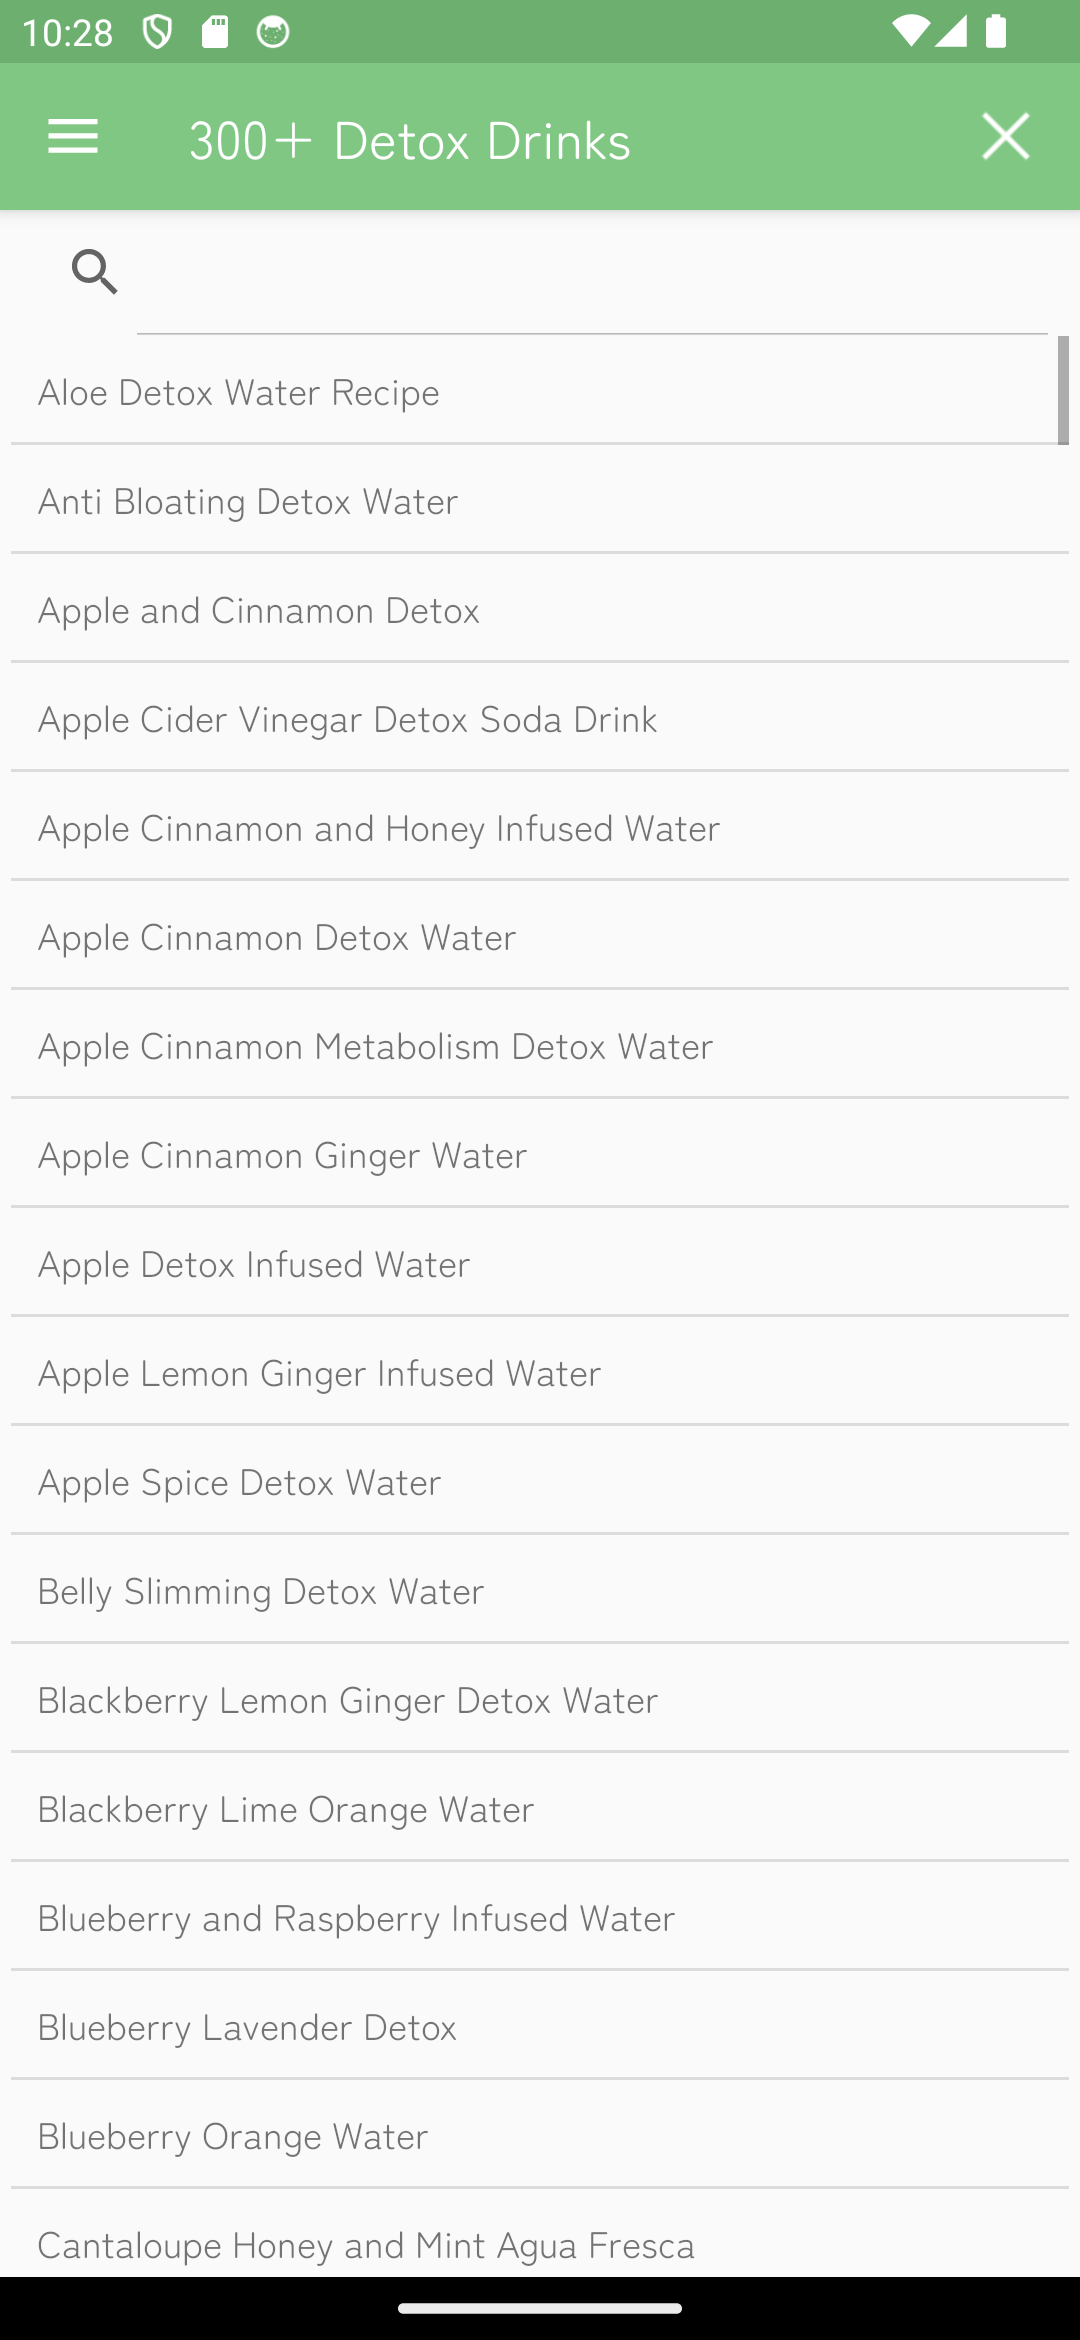 10:28
300+ Detox Drinks
Aloe Detox Water Recipe
Anti Bloating Detox Water
Apple and Cinnamon Detox
Apple Cider Vinegar Detox Soda Drink
Apple Cinnamon and Honey Infused Water
Apple Cinnamon Detox Water
Apple Cinnamon Metabolism Detox Water
Apple Cinnamon Ginger Water
Apple Detox Infused Water
Apple Lemon Ginger Infused Water
Apple Spice Detox Water
Belly Slimming Detox Water
Blackberry Lemon Ginger Detox Water
Blackberry Lime Orange Water
Blueberry and Raspberry Infused Water
Blueberry Lavender Detox
Blueberry Orange Water
Cantaloupe Honey and Mint Agua Fresca